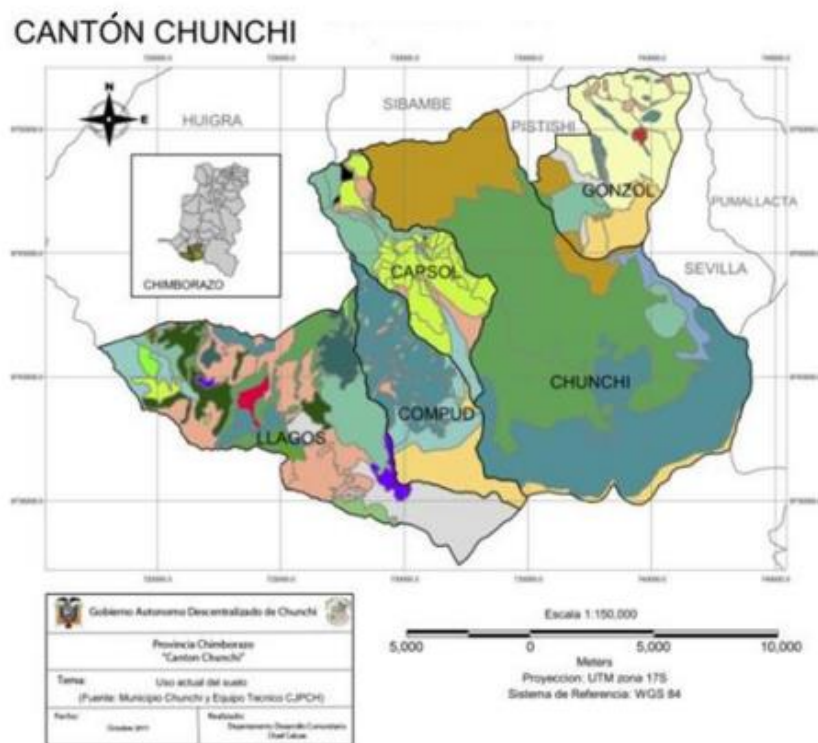 CANTÓN CHUNCHI
N
E
HUIGRA
SIBAMBE
PISTISHI
GONZOL
PUMALLACTA
SEVILLA
CHIMBORAZO
CAPSOL
CHUNCHI
COMPUD
LLAGOS
Gobierno Autonomo Descentralizado de Chunchi
Provincia Chimborazo
"Canton Chunchi"
Tema: Uso actual del suelo
(Fuente: Municipio Chunchi y Equipo Tecnico CJPCH)
Fecha:
Octubre 2011
Realizado:
Departamento Desarrollo Comunitario
Escala 1:150,000
5,000 0 5,000 10,000
Meters
Proyeccion: UTM zona 17S
Sistema de Referencia: WGS 84